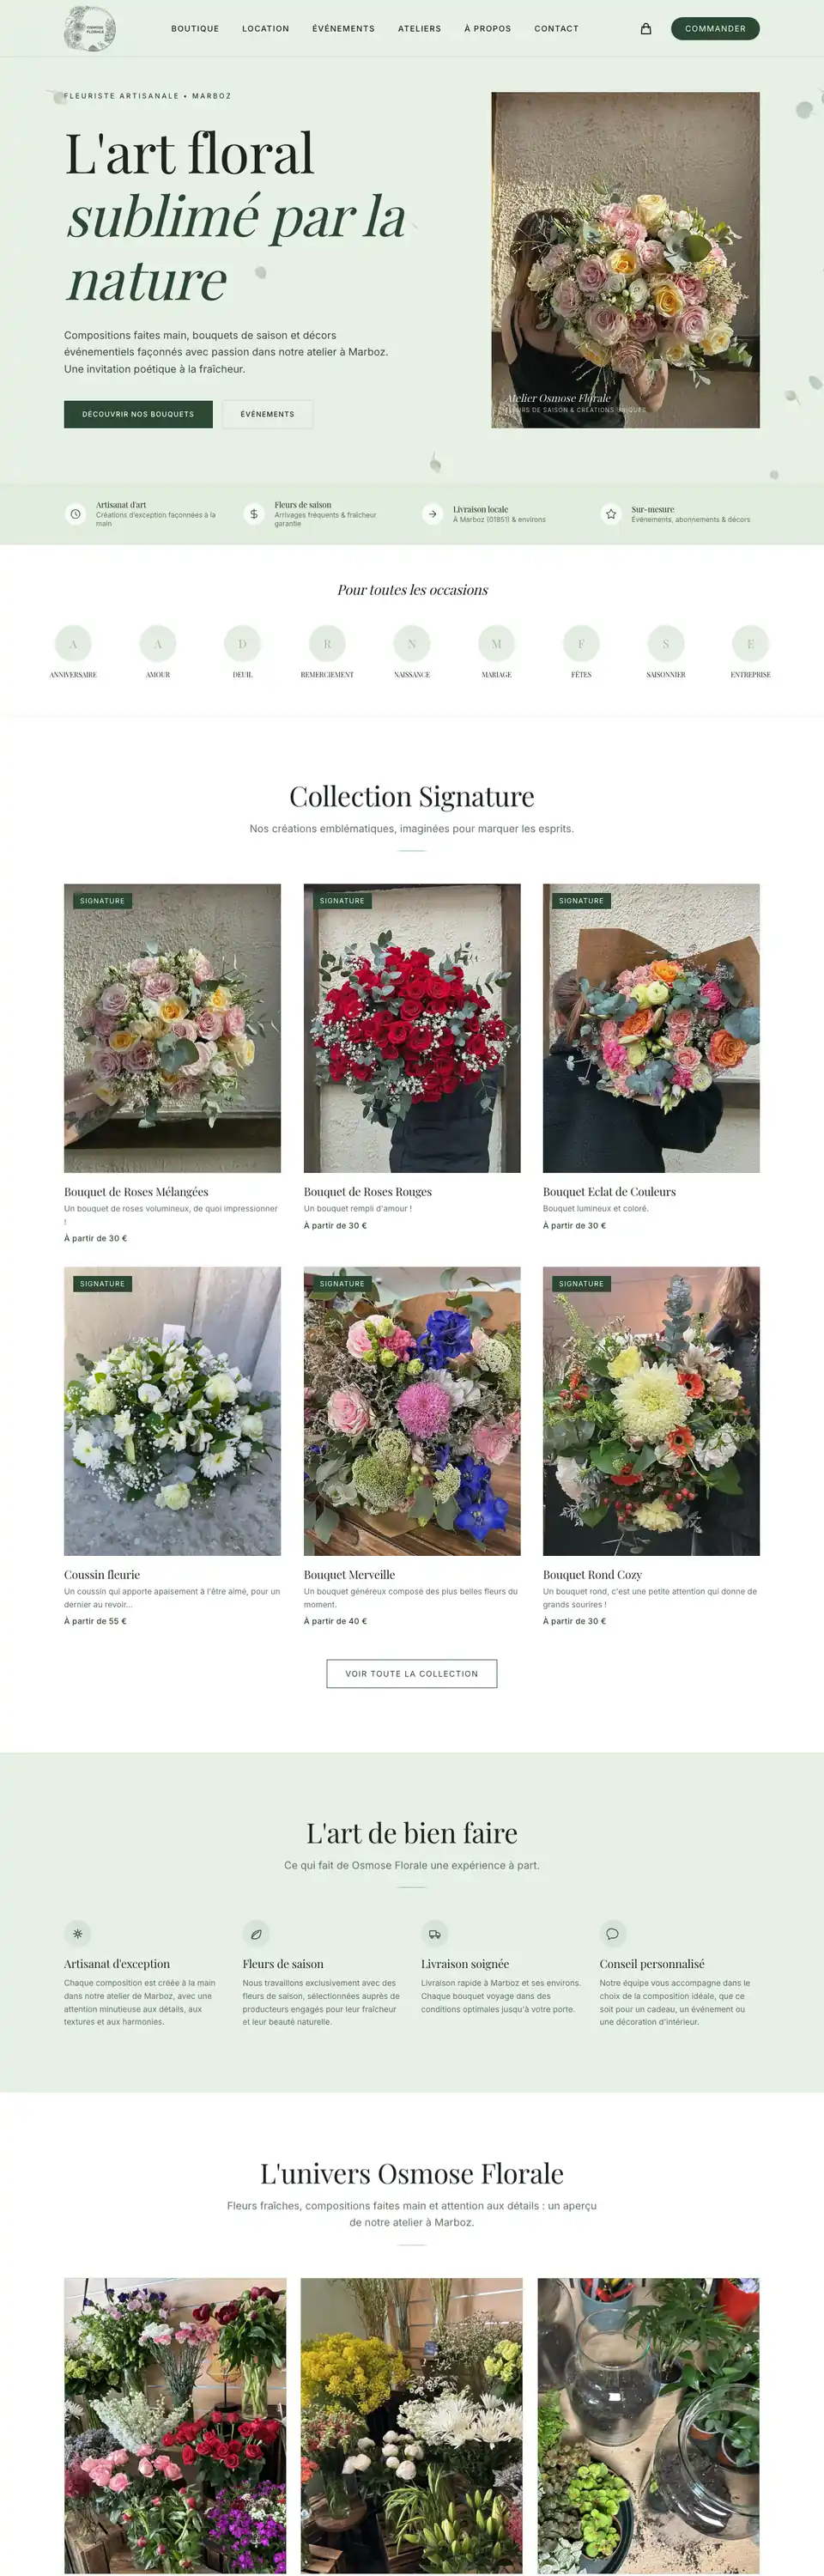 OSMOSE
FLORALE
BOUTIQUE
LOCATION
ÉVÉNEMENTS
ATELIERS
À PROPOS
CONTACT
COMMANDER
FLEURISTE ARTISANALE • MARBOZ
L'art floral
sublimé par la
nature
Compositions faites main, bouquets de saison et décors
événementiels façonnés avec passion dans notre atelier à Marboz.
Une invitation poétique à la fraîcheur.
DÉCOUVRIR NOS BOUQUETS
ÉVÉNEMENTS
Atelier Osmose Florale
FLEURS DE SAISON & CRÉATIONS UNIQUES
Artisanat d'art
Créations d'exception façonnées à la
main
Fleurs de saison
Arrivages fréquents & fraîcheur
garantie
Livraison locale
À Marboz (01851) & environs
Sur-mesure
Événements, abonnements & décors
Pour toutes les occasions
A
ANNIVERSAIRE
A
AMOUR
D
DEUIL
R
REMERCIEMENT
N
NAISSANCE
M
MARIAGE
F
FÊTES
S
SAISONNIER
E
ENTREPRISE
Collection Signature
Nos créations emblématiques, imaginées pour marquer les esprits.
SIGNATURE
Bouquet de Roses Mélangées
Un bouquet de roses volumineux, de quoi impressionner
!
À partir de 30 €
SIGNATURE
Bouquet de Roses Rouges
Un bouquet rempli d'amour !
À partir de 30 €
SIGNATURE
Bouquet Eclat de Couleurs
Bouquet lumineux et coloré.
À partir de 30 €
SIGNATURE
Coussin fleurie
Un coussin qui apporte apaisement à l'être aimé, pour un
dernier au revoir...
À partir de 55 €
SIGNATURE
Bouquet Merveille
Un bouquet généreux composé des plus belles fleurs du
moment.
À partir de 40 €
SIGNATURE
Bouquet Rond Cozy
Un bouquet rond, c'est une petite attention qui donne de
grands sourires !
À partir de 30 €
VOIR TOUTE LA COLLECTION
L'art de bien faire
Ce qui fait de Osmose Florale une expérience à part.
Artisanat d'exception
Chaque composition est créée à la main
dans notre atelier de Marboz, avec une
attention minutieuse aux détails, aux
textures et aux harmonies.
Fleurs de saison
Nous travaillons exclusivement avec des
fleurs de saison, sélectionnées auprès de
producteurs engagés pour leur fraîcheur
et leur beauté naturelle.
Livraison soignée
Livraison rapide à Marboz et ses environs.
Chaque bouquet voyage dans des
conditions optimales jusqu'à votre porte.
Conseil personnalisé
Notre équipe vous accompagne dans le
choix de la composition idéale, que ce
soit pour un cadeau, un événement ou
une décoration d'intérieur.
L'univers Osmose Florale
Fleurs fraîches, compositions faites main et attention aux détails : un aperçu
de notre atelier à Marboz.